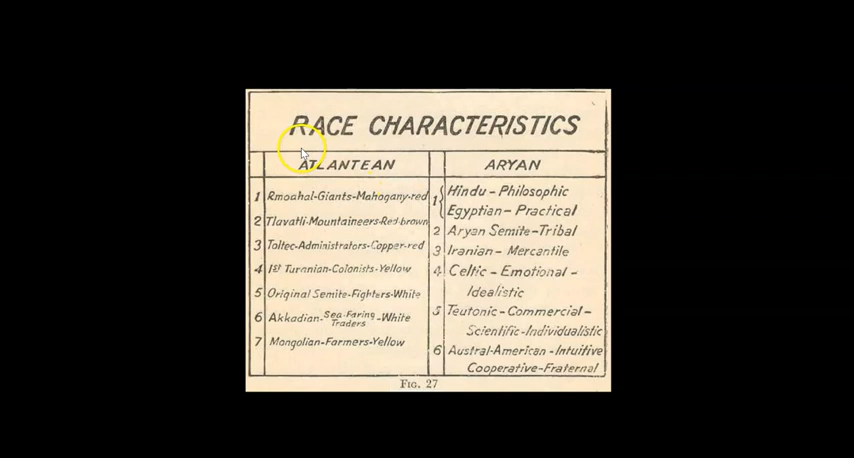 RACE CHARACTERISTICS
ATLANTEAN
1 Rmoahal-Giants-Mahogany-red
2 Tlavatli-Mountaineers-Red-brown
3 Toltec-Administrators-Copper-red
4 1st Turanian-Colonists-Yellow
5 Original Semite-Fighters-White
6 Akkadian-Sea-Faring Traders-White
7 Mongolian-Farmers-Yellow
ARYAN
1 Hindu-Philosophic
Egyptian-Practical
2 Aryan Semite-Tribal
3 Iranian-Mercantile
4 Celtic-Emotional-
Idealistic
5 Teutonic-Commercial-
Scientific-Individualistic
6 Austral-American-Intuitive
Cooperative-Fraternal
FIG. 27